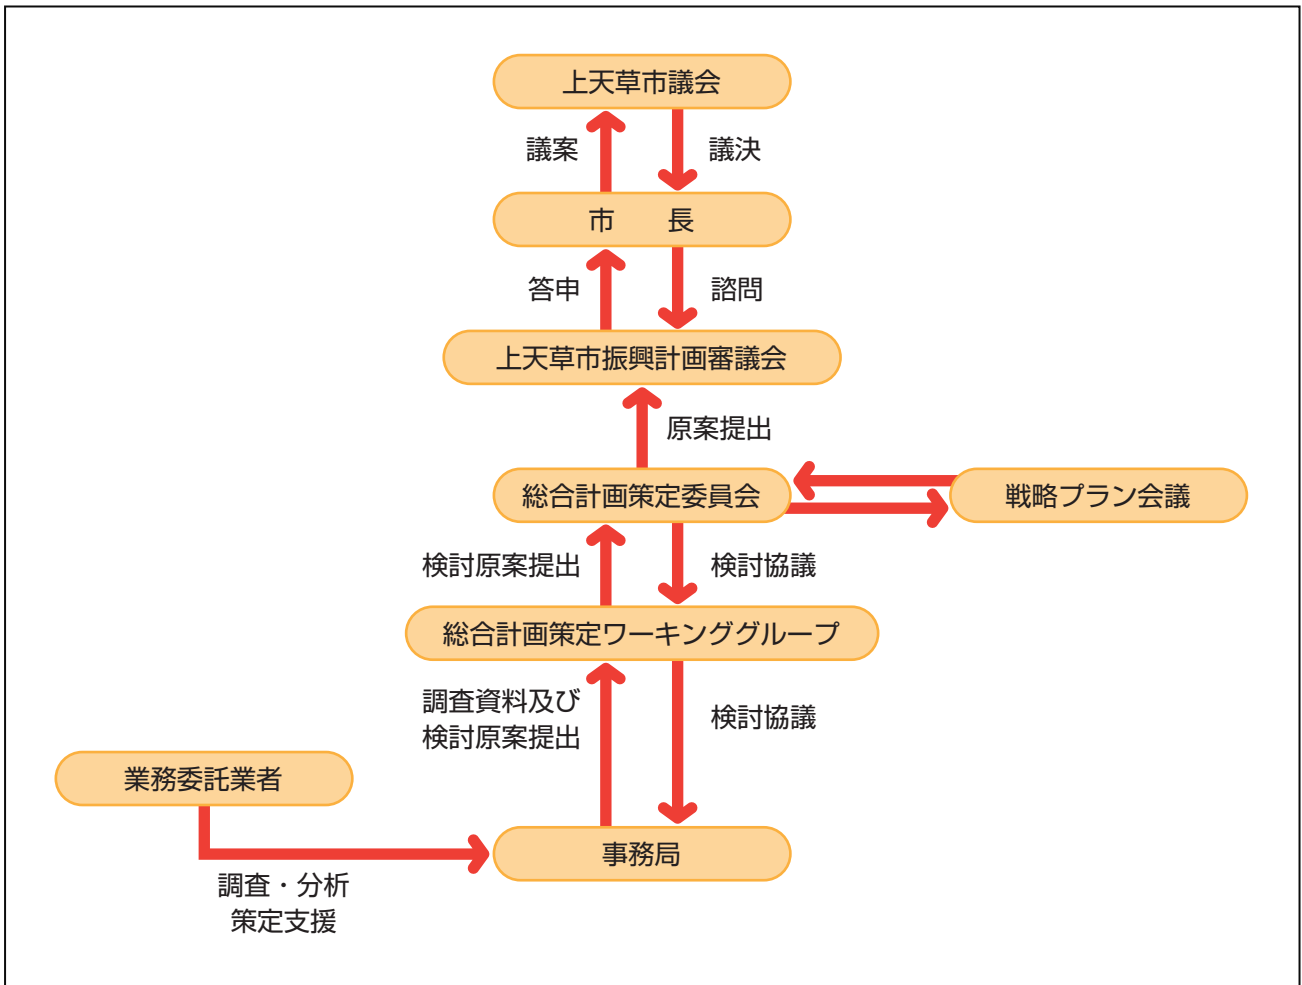 上天草市議会
議案
議決
市　　長
答申
諮問
上天草市振興計画審議会
原案提出
総合計画策定委員会
戦略プラン会議
検討原案提出
検討協議
総合計画策定ワーキンググループ
調査資料及び
検討原案提出
検討協議
業務委託業者
事務局
調査・分析
策定支援